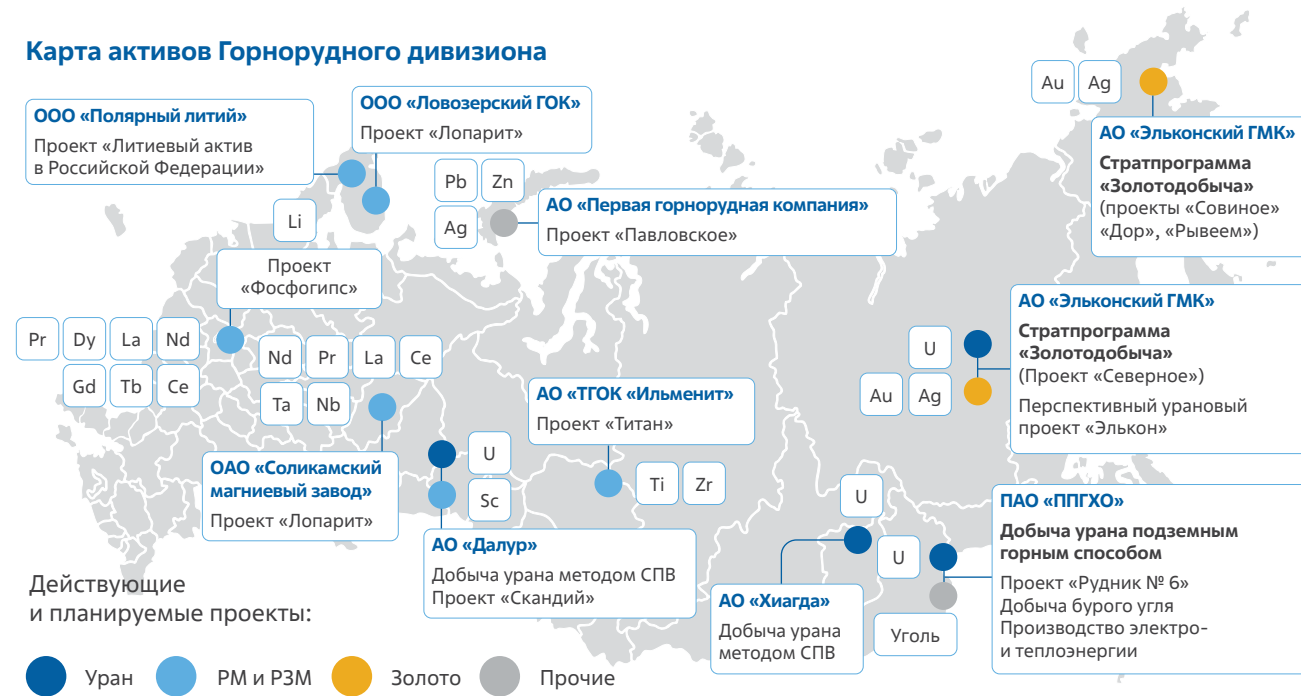 Карта активов Горнорудного дивизиона
ООО «Полярный литий»
Проект «Литиевый актив
в Российской Федерации»
ООО «Ловозерский ГОК»
Проект «Лопарит»
Li
Pb
Zn
Ag
АО «Первая горнорудная компания»
Проект «Павловское»
Au
Ag
АО «Эльконский ГМК»
Стратпрограмма
«Золотодобыча»
(проекты «Совиное»
«Дор», «Рывеем»)
Проект
«Фосфогипс»
Pr
Dy
La
Nd
Gd
Tb
Ce
Nd
Pr
La
Ce
Ta
Nb
ОАО «Соликамский
магниевый завод»
Проект «Лопарит»
U
Sc
АО «Далур»
Добыча урана методом СПВ
Проект «Скандий»
АО «ТГОК «Ильменит»
Проект «Титан»
Ti
Zr
U
Au
Ag
АО «Эльконский ГМК»
Стратпрограмма
«Золотодобыча»
(Проект «Северное»)
Перспективный урановый
проект «Элькон»
U
АО «Хиагда»
Добыча урана
методом СПВ
U
Уголь
ПАО «ППГХО»
Добыча урана подземным
горным способом
Проект «Рудник № 6»
Добыча бурого угля
Производство электро-
и теплоэнергии
Действующие
и планируемые проекты:
Уран
РМ и РЗМ
Золото
Прочие